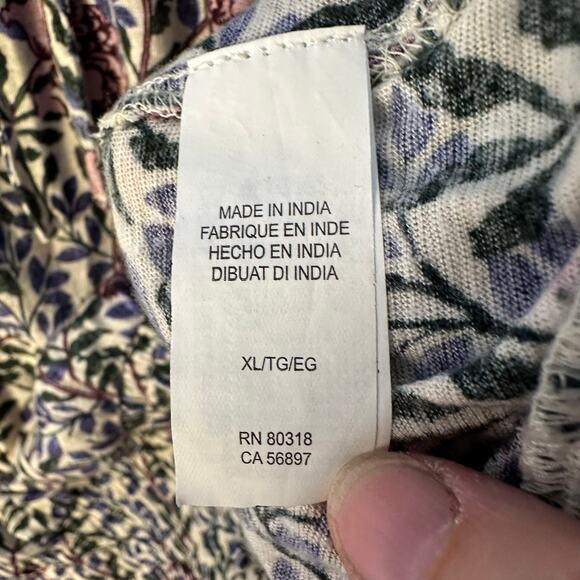 MADE IN INDIA
FABRIQUE EN INDE
HECHO EN INDIA
DIBUAT DI INDIA
XL/TG/EG
RN 80318
CA 56897